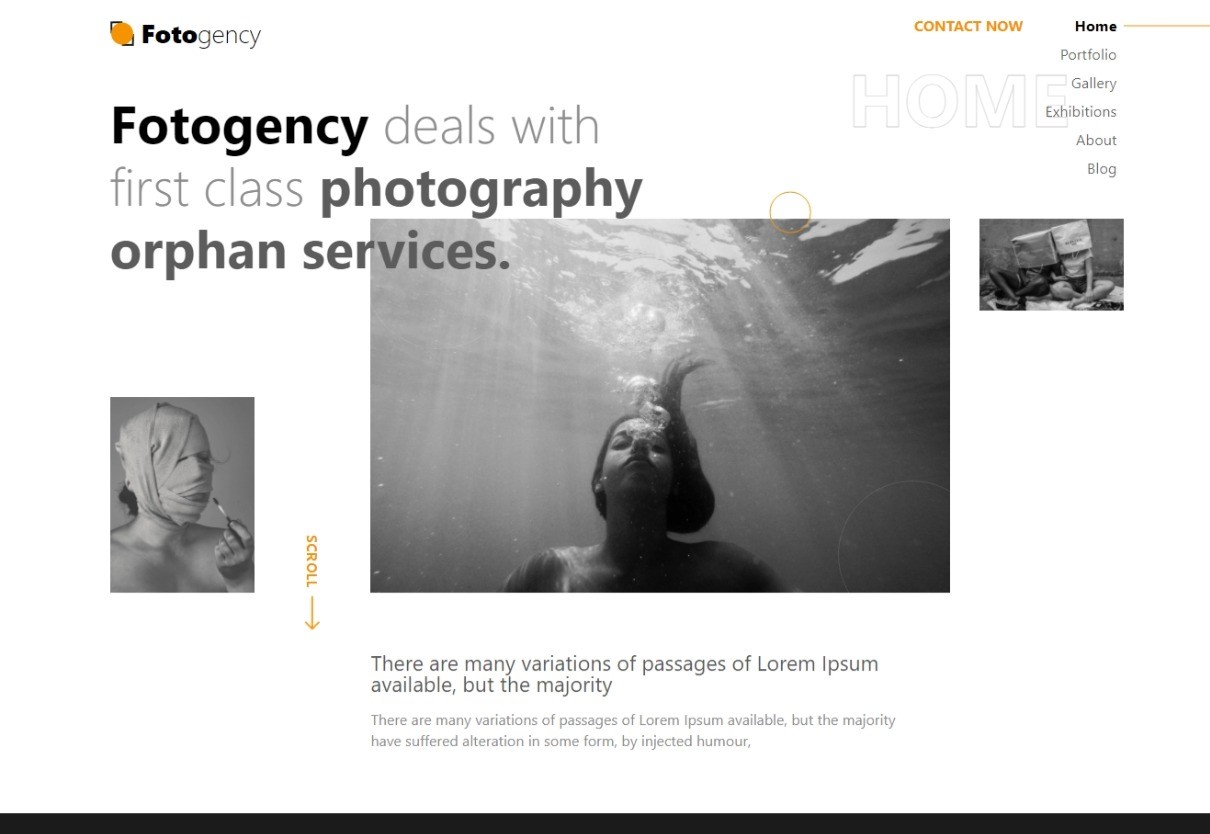 Fotogency
CONTACT NOW
Home
Portfolio
Gallery
Exhibitions
About
Blog
HOME
Fotogency deals with
first class photography
orphan services.
SCROLL
There are many variations of passages of Lorem Ipsum
available, but the majority
There are many variations of passages of Lorem Ipsum available, but the majority
have suffered alteration in some form, by injected humour,